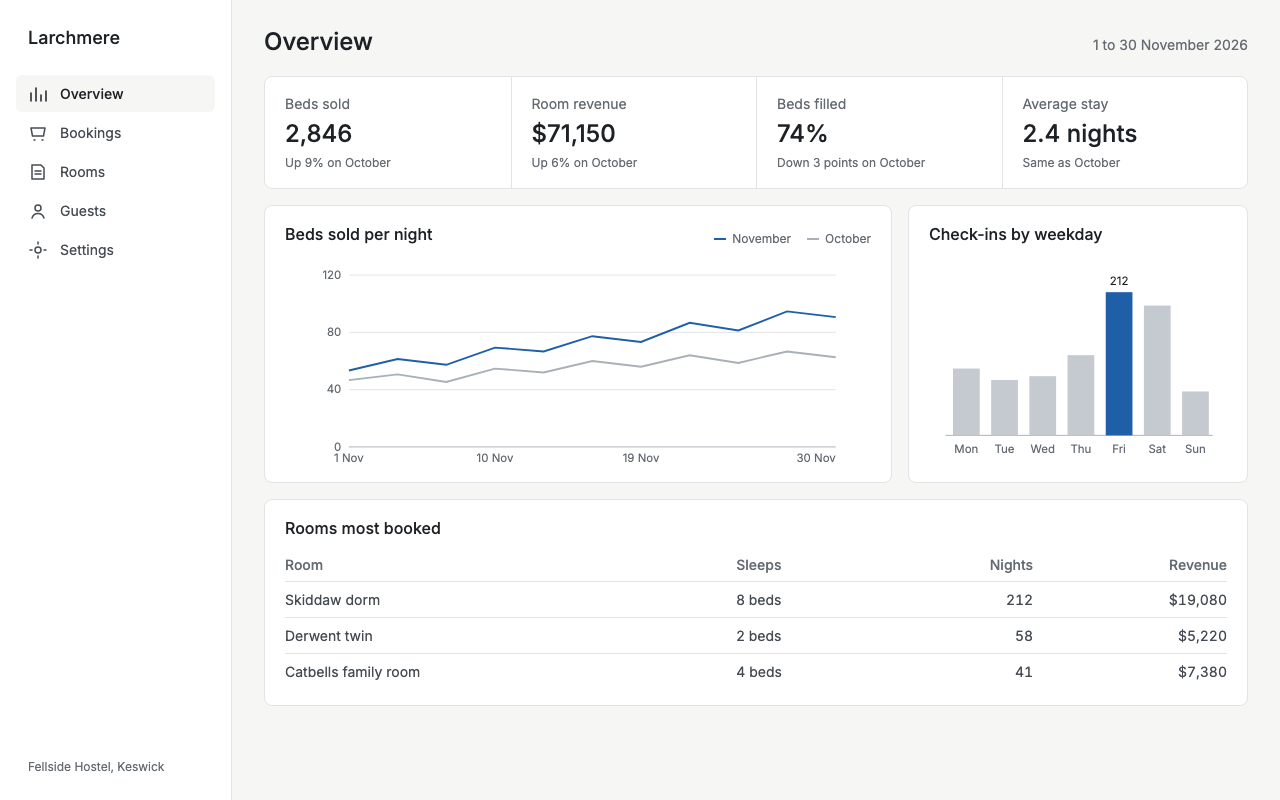 Larchmere
Overview
Bookings
Rooms
Guests
Settings
Fellside Hostel, Keswick
Overview
1 to 30 November 2026
Beds sold
2,846
Up 9% on October
Room revenue
$71,150
Up 6% on October
Beds filled
74%
Down 3 points on October
Average stay
2.4 nights
Same as October
Beds sold per night
November October
120
80
40
0
1 Nov 10 Nov 19 Nov 30 Nov
Check-ins by weekday
212
Mon Tue Wed Thu Fri Sat Sun
Rooms most booked
Room Sleeps Nights Revenue
Skiddaw dorm 8 beds 212 $19,080
Derwent twin 2 beds 58 $5,220
Catbells family room 4 beds 41 $7,380